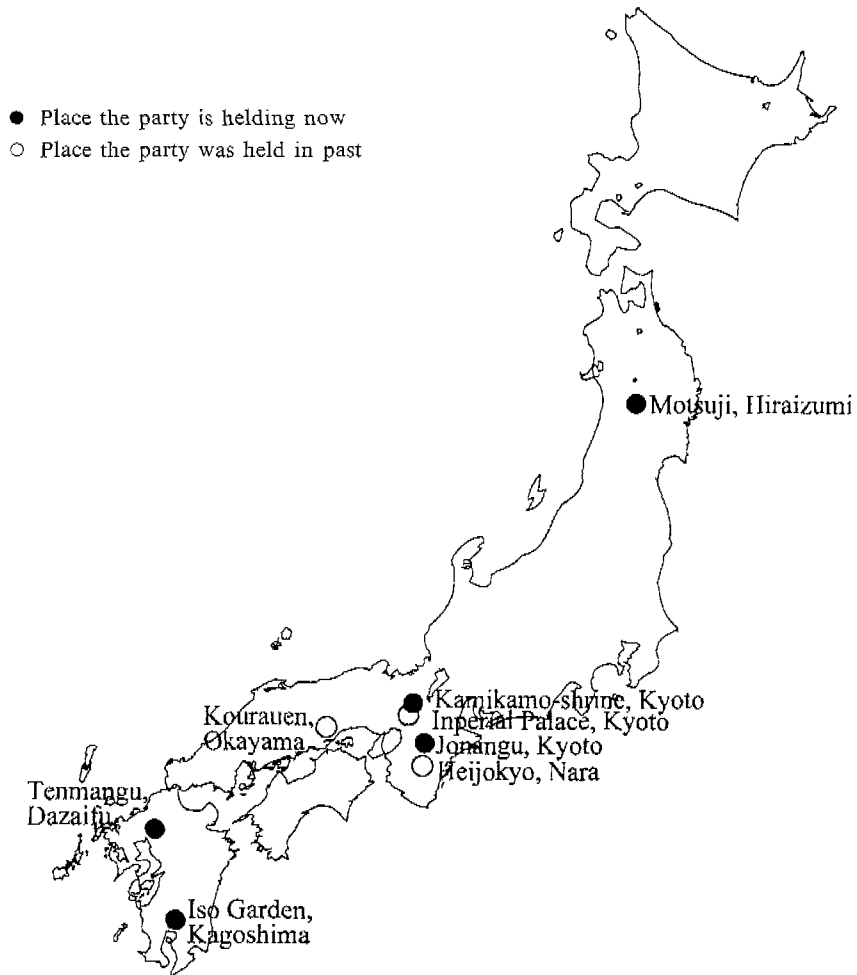 Place the party is helding now
Place the party was held in past
Motsuji, Hiraizumi
Kamikamo-shrine, Kyoto
Inperial Palace, Kyoto
Kourauen,
Okayama
Jonangu, Kyoto
Heijokyo, Nara
Tenmangu,
Dazaifu
Iso Garden,
Kagoshima